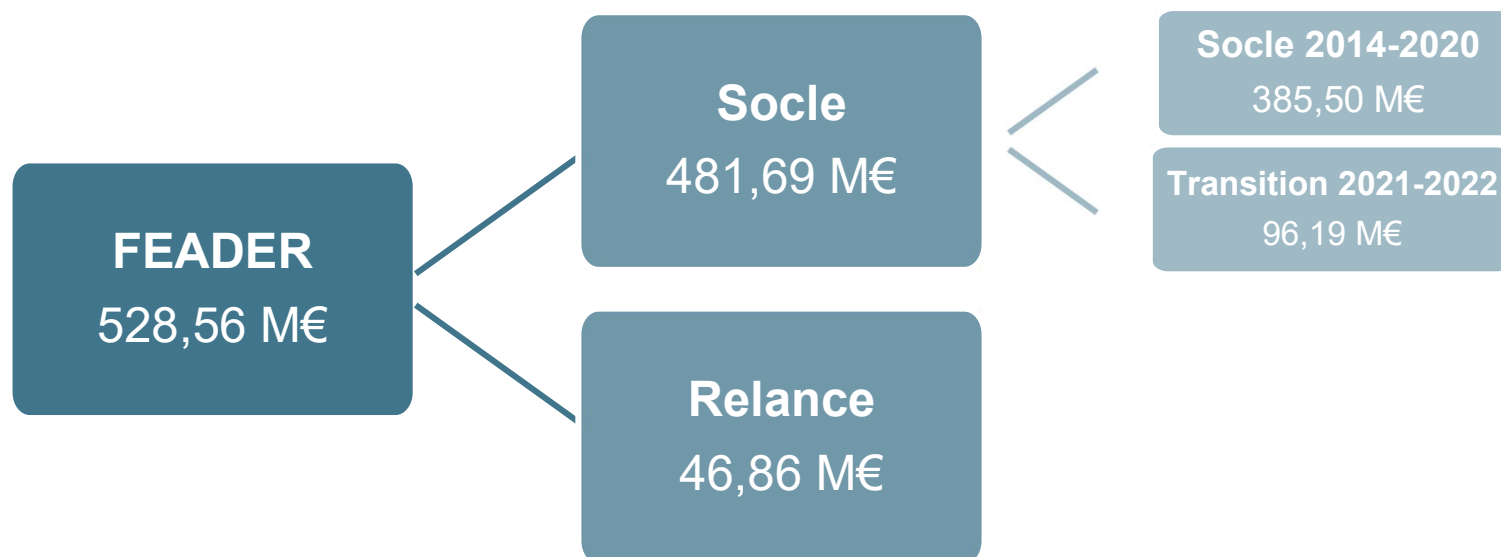 FEADER
528,56 M€
Socle
481,69 M€
Relance
46,86 M€
Socle 2014-2020
385,50 M€
Transition 2021-2022
96,19 M€